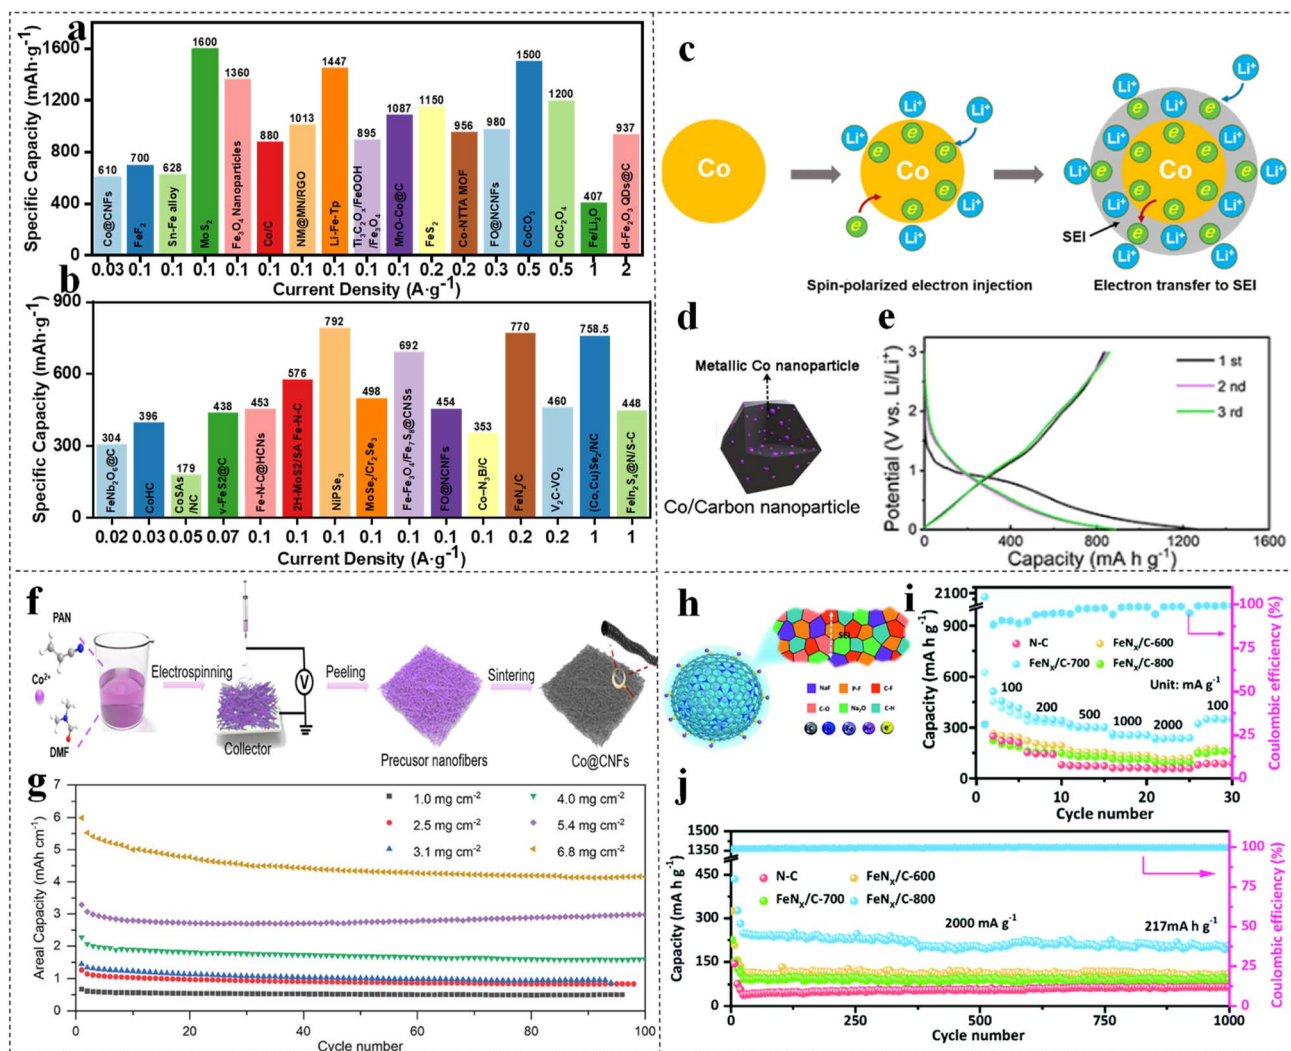 a
Specific Capacity (mAh·g⁻¹)
1600
1200
800
400
0
610
700
628
1600
1360
880
1013
1447
895
1087
1150
956
980
1500
1200
407
937
Co@CNFs
FeF₂
Sn-Fe alloy
MoS₂
Fe₃O₄ Nanoparticles
Co/C
NM@MN/RGO
Li-Fe-Tp
Ti₃C₂Oₓ/FeOOH
/Fe₃O₄
MnO-Co@C
FeS₂
Co-NTTA MOF
FO@NCNFs
CoCO₃
CoC₂O₄
Fe/Li₂O
d-Fe₂O₃ QDs@C
0.03 0.1 0.1 0.1 0.1 0.1 0.1 0.1 0.1 0.1 0.2 0.2 0.3 0.5 0.5 1 2
Current Density (A·g⁻¹)
b
Specific Capacity (mAh·g⁻¹)
900
600
300
0
304
396
179
438
453
576
792
498
692
454
353
770
460
758.5
448
FeNb₂O₆@C
CoHC
CoSAs
/NC
v-FeS2@C
Fe-N-C@HCNs
2H-MoS2/SA Fe-N-C
NiPSe₃
MoSe₂/Cr₂Se₃
Fe-Fe₃O₄/Fe₇S₈@CNSs
FO@NCNFs
Co–N₃B/C
FeNₓ/C
V₂C-VO₂
(Co,Cu)Se₂/NC
FeIn₂S₄@N/S-C
0.02 0.03 0.05 0.07 0.1 0.1 0.1 0.1 0.1 0.1 0.1 0.2 0.2 1 1
Current Density (A·g⁻¹)
c
Co
Co
e
e
e
e
e
e
Li⁺
Li⁺
Li⁺
Li⁺
Li⁺
Li⁺
Co
SEI
Spin-polarized electron injection
Electron transfer to SEI
d
Metallic Co nanoparticle
Co/Carbon nanoparticle
e
Potential (V vs. Li/Li⁺)
3
2
1
0
1 st
2 nd
3 rd
0 400 800 1200 1600
Capacity (mA h g⁻¹)
f
PAN
Co²⁺
DMF
Electrospinning
V
Collector
Peeling
Precusor nanofibers
Sintering
Co@CNFs
g
Areal Capacity (mAh cm⁻¹)
7
6
5
4
3
2
1
0
1.0 mg cm⁻²
2.5 mg cm⁻²
3.1 mg cm⁻²
4.0 mg cm⁻²
5.4 mg cm⁻²
6.8 mg cm⁻²
0 20 40 60 80 100
Cycle number
h
SEI
NaF P-F C-F
C-O Na₂O C-H
i
Capacity (mA h g⁻¹)
2100
900
600
300
0
N-C
FeNₓ/C-600
FeNₓ/C-700
FeNₓ/C-800
Unit: mA g⁻¹
100
200
500
1000
2000
100
100
75
50
25
0
Coulombic efficiency (%)
0 10 20 30
Cycle number
j
Capacity (mA h g⁻¹)
1500
1350
450
300
150
0
N-C
FeNₓ/C-600
FeNₓ/C-700
FeNₓ/C-800
2000 mA g⁻¹
217mA h g⁻¹
100
75
50
25
0
Coulombic efficiency (%)
0 250 500 750 1000
Cycle number